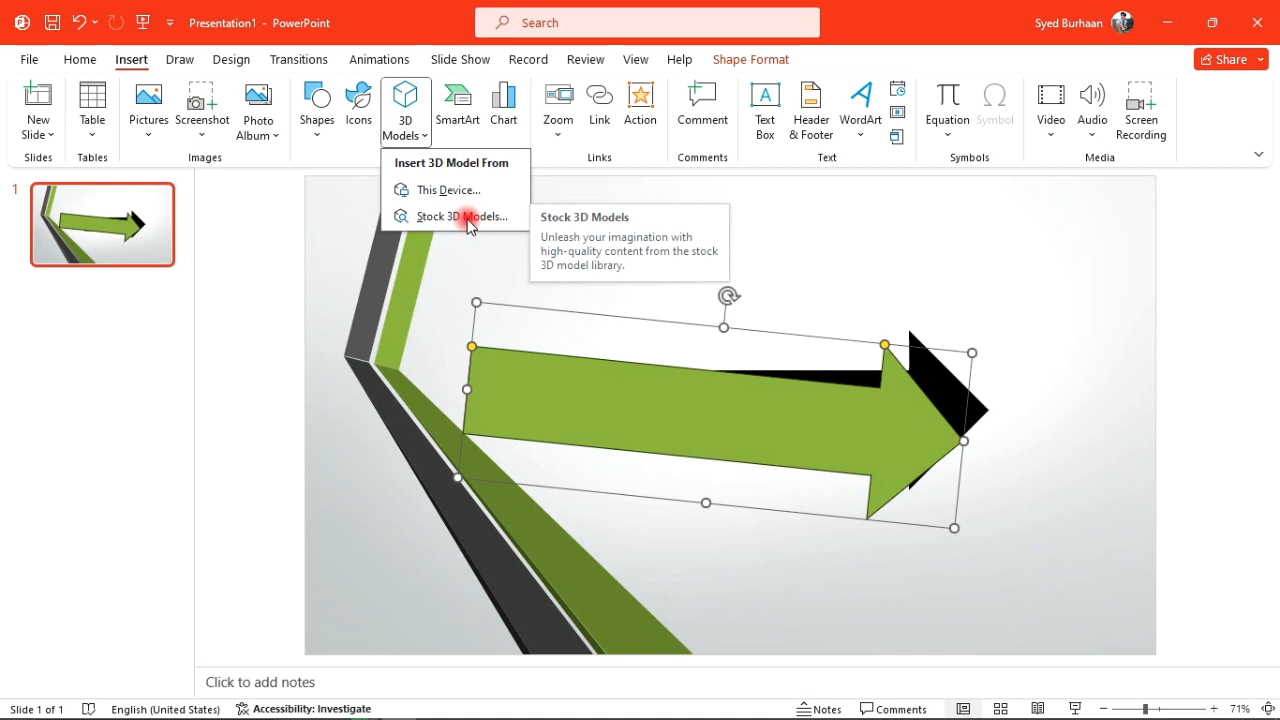 Presentation1 - PowerPoint
Search
Syed Burhaan
File Home Insert Draw Design Transitions Animations Slide Show Record Review View Help Shape Format
Share
New Slide
Table
Pictures
Screenshot
Photo Album
Shapes
Icons
3D Models
SmartArt
Chart
Zoom
Link
Action
Comment
Text Box
Header & Footer
WordArt
Equation
Symbol
Video
Audio
Screen Recording
Slides
Tables
Images
Links
Comments
Text
Symbols
Media
Insert 3D Model From
This Device...
Stock 3D Models...
Stock 3D Models
Unleash your imagination with
high-quality content from the stock
3D model library.
1
Click to add notes
Slide 1 of 1
English (United States)
Accessibility: Investigate
Notes
Comments
71%